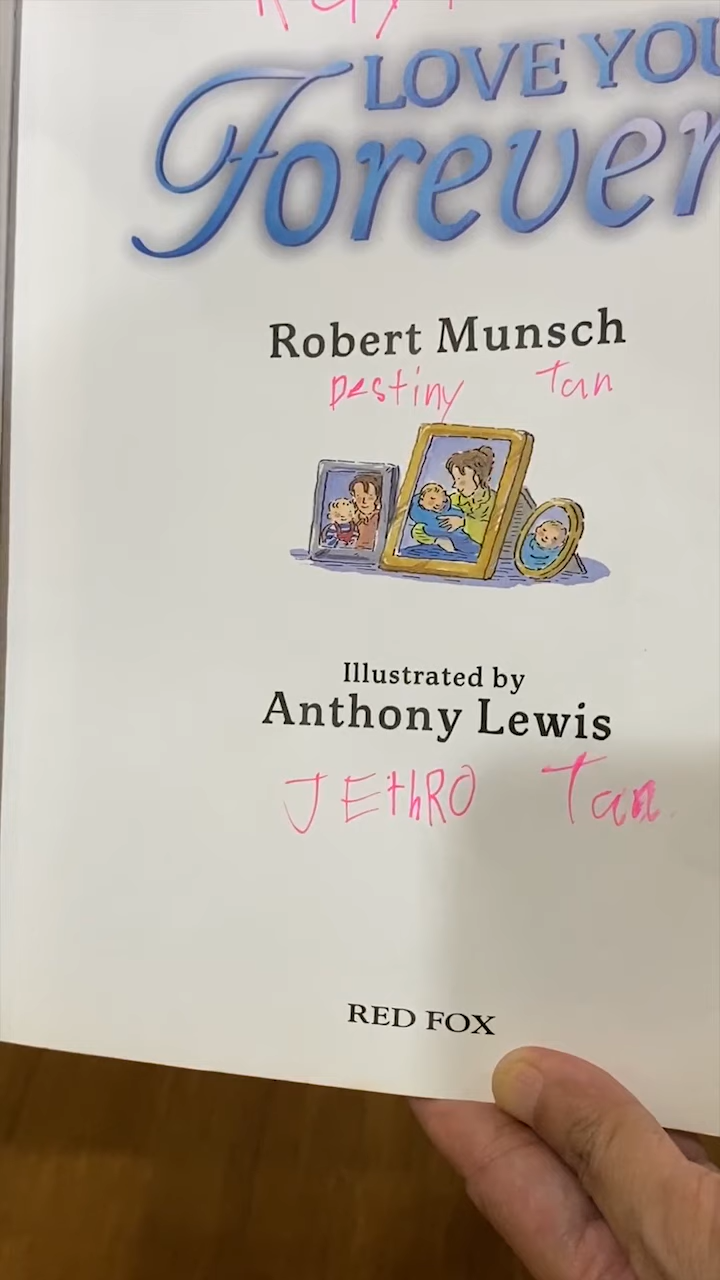 LOVE YOU
Forever
Robert Munsch
Destiny Tan
Illustrated by
Anthony Lewis
JEthRO Tan
RED FOX